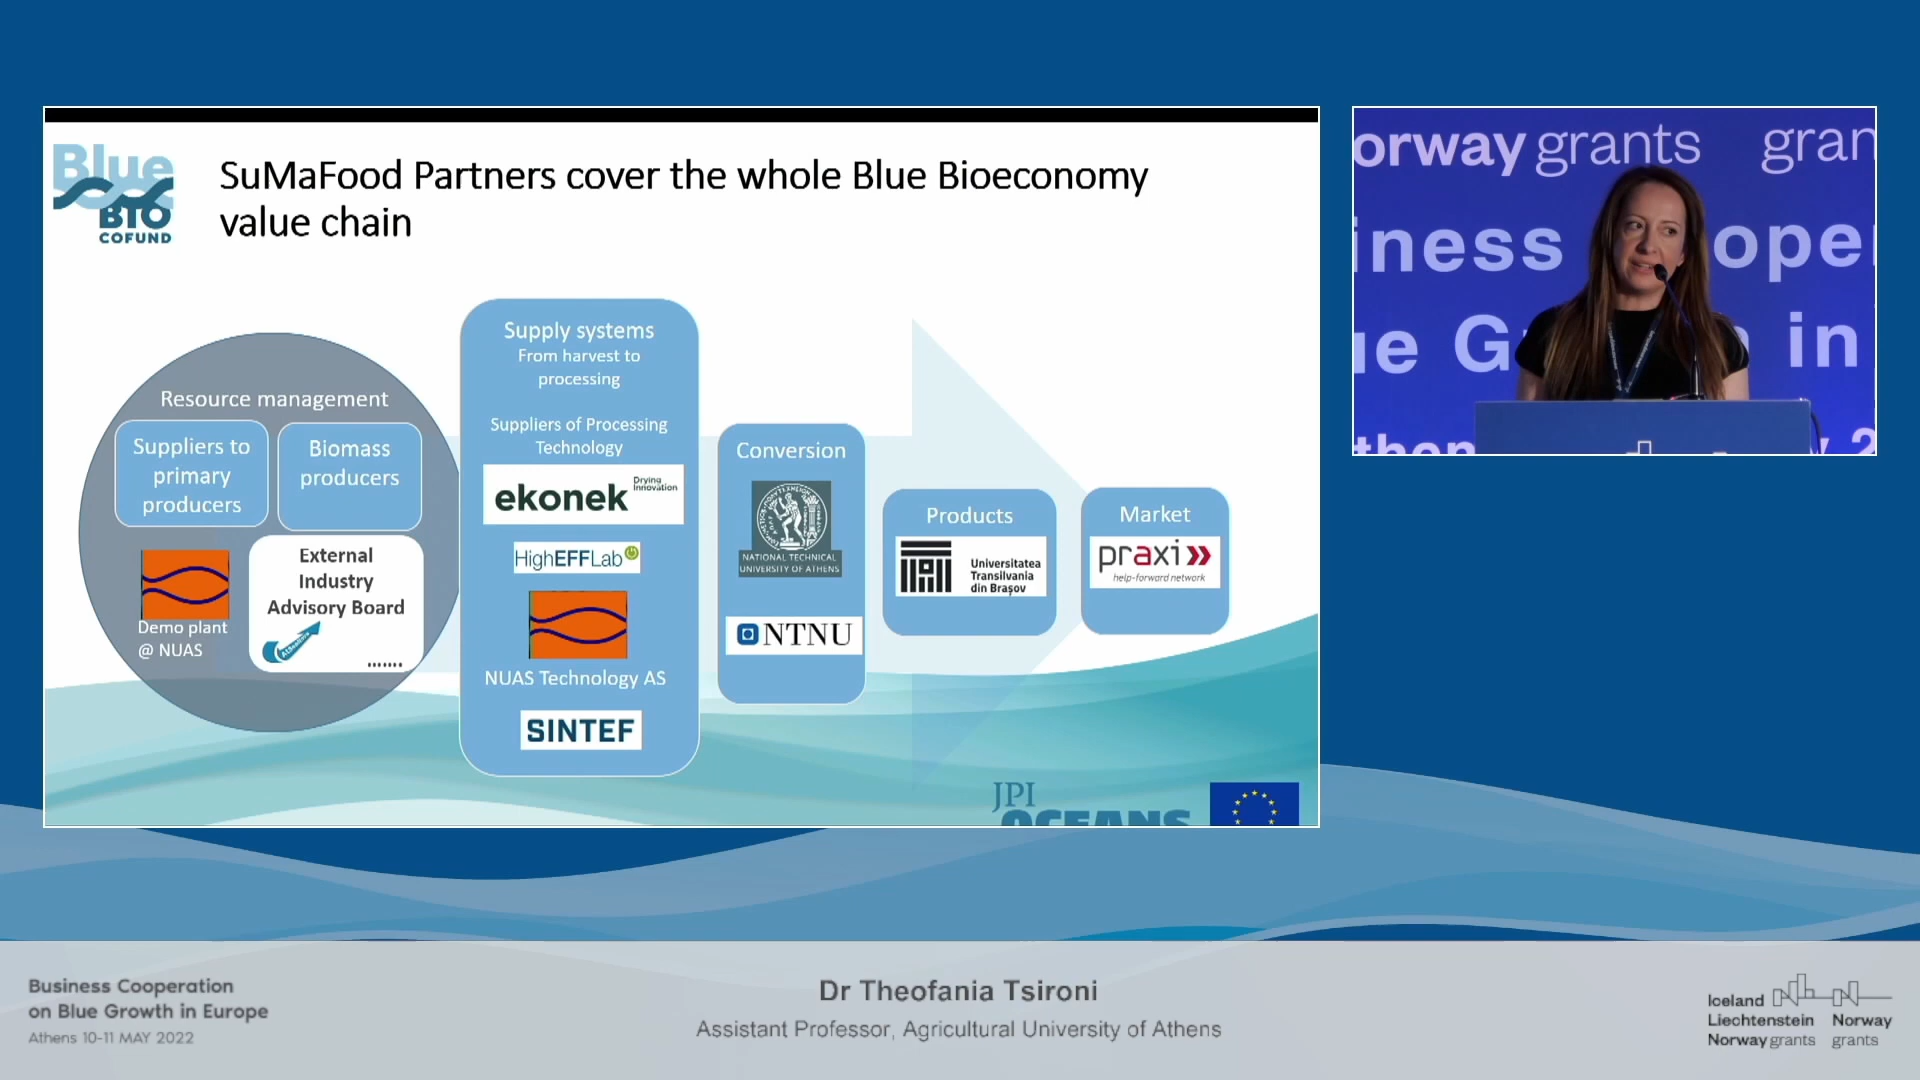 Blue
BIO
COFUND
SuMaFood Partners cover the whole Blue Bioeconomy
value chain
Resource management
Suppliers to
primary
producers
Biomass
producers
Demo plant
@ NUAS
External
Industry
Advisory Board
.......
Supply systems
From harvest to
processing
Suppliers of Processing
Technology
ekonek
Drying
Innovation
HighEFFLab
NUAS Technology AS
SINTEF
Conversion
NATIONAL TECHNICAL
UNIVERSITY OF ATHENS
NTNU
Products
Universitatea
Transilvania
din Braşov
Market
praxi
help-forward network
JPI
OCEANS
orway grants gran
iness oper
ue G in
then y 2
Business Cooperation
on Blue Growth in Europe
Athens 10-11 MAY 2022
Dr Theofania Tsironi
Assistant Professor, Agricultural University of Athens
Iceland
Liechtenstein
Norway grants
Norway
grants